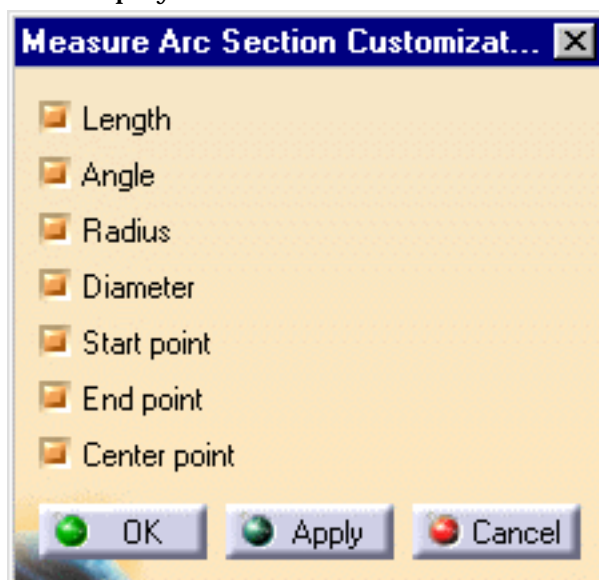 Measure Arc Section Customizat...
Length
Angle
Radius
Diameter
Start point
End point
Center point
OK Apply Cancel